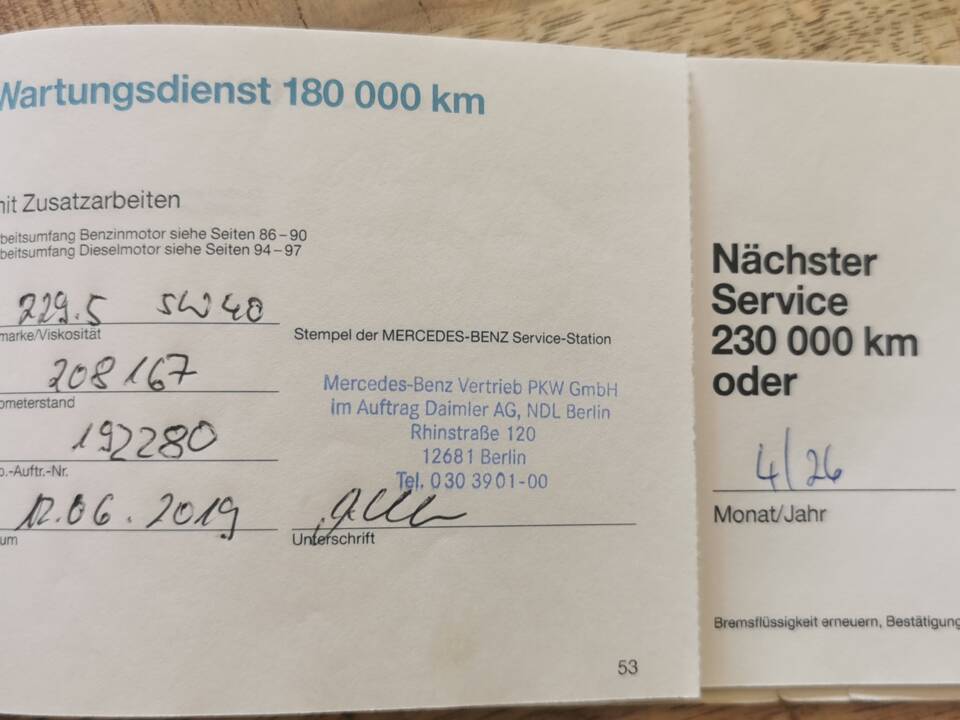 Wartungsdienst 180 000 km
mit Zusatzarbeiten
beitsumfang Benzinmotor siehe Seiten 86–90
beitsumfang Dieselmotor siehe Seiten 94–97
229.5 5W40
marke/Viskosität
208167
ometerstand
192280
o.-Auftr.-Nr.
12.06.2019
um
Stempel der MERCEDES-BENZ Service-Station
Mercedes-Benz Vertrieb PKW GmbH
im Auftrag Daimler AG, NDL Berlin
Rhinstraße 120
12681 Berlin
Tel. 030 3901-00
Unterschrift
53
Nächster
Service
230 000 km
oder
4/26
Monat/Jahr
Bremsflüssigkeit erneuern, Bestätigung